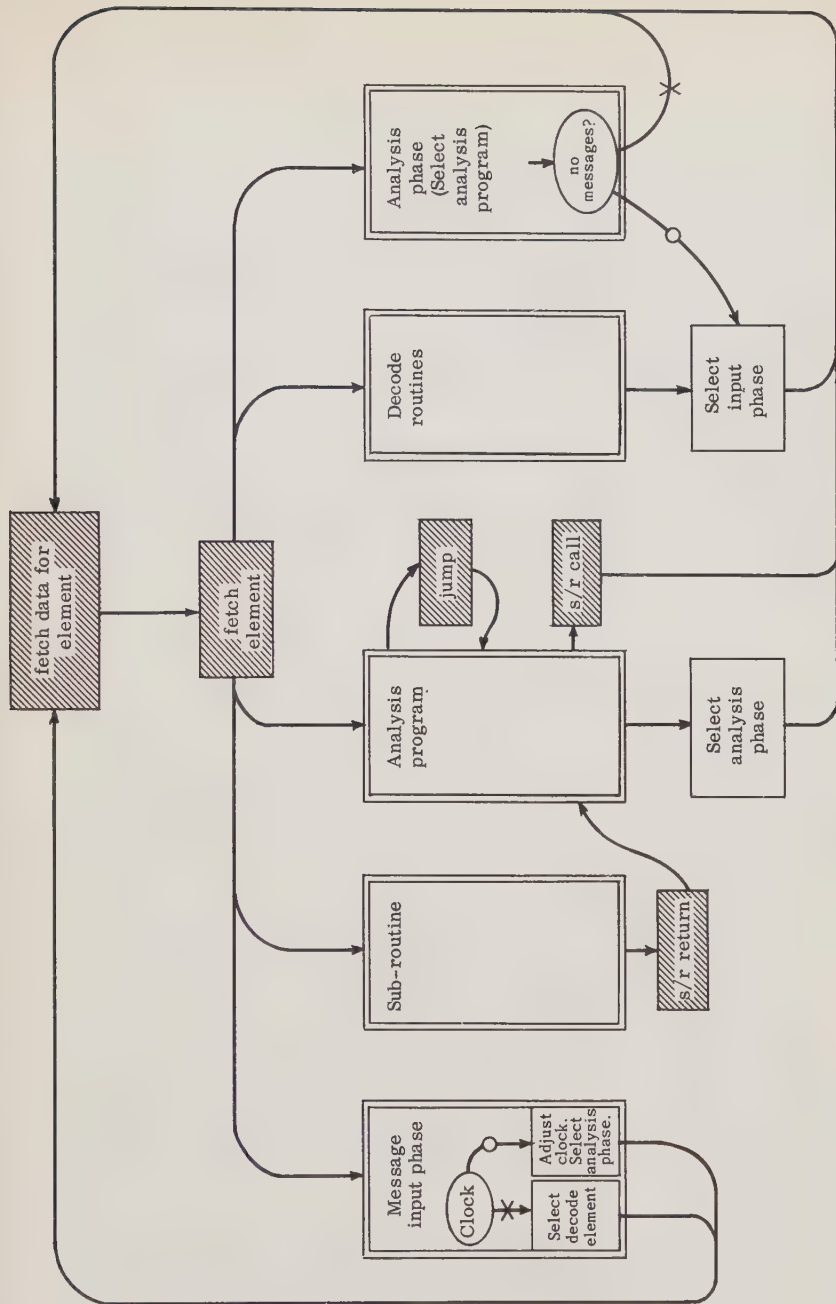 fetch data for
element
fetch
element
Message
input phase
Clock
Select
decode
element
Adjust
clock.
Select
analysis
phase.
Sub-routine
s/r return
Analysis
program
jump
s/r call
Select
analysis
phase
Decode
routines
Select
input
phase
Analysis
phase
(Select
analysis
program)
no
messages?